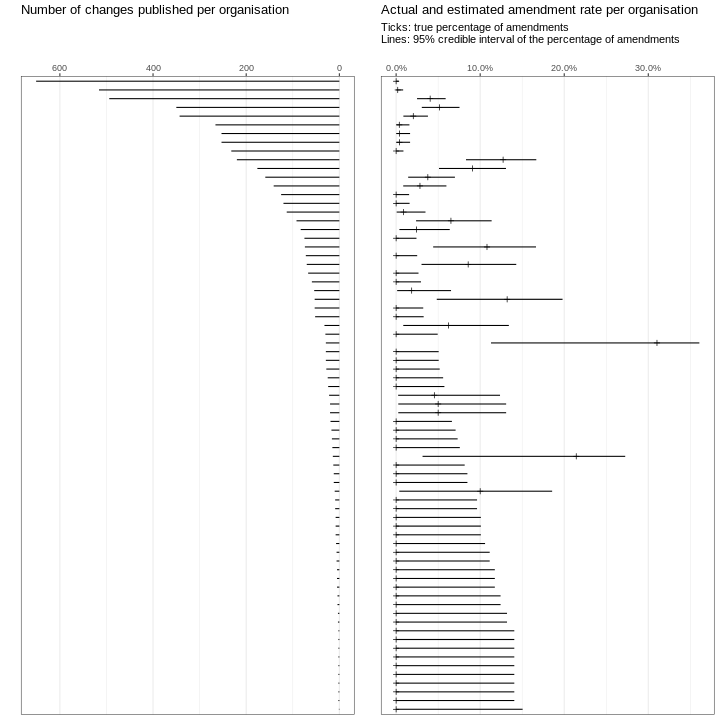 Number of changes published per organisation
600 400 200 0
Actual and estimated amendment rate per organisation
Ticks: true percentage of amendments
Lines: 95% credible interval of the percentage of amendments
0.0% 10.0% 20.0% 30.0%